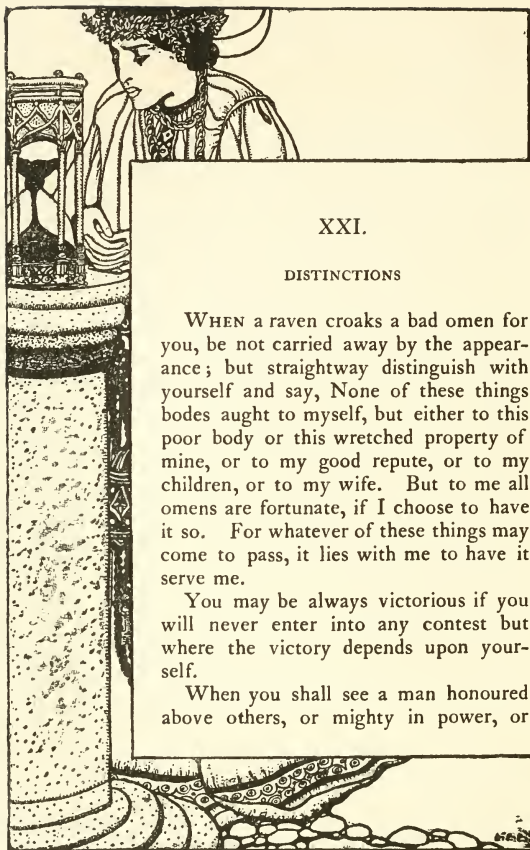 XXI.
DISTINCTIONS
WHEN a raven croaks a bad omen for
you, be not carried away by the appear-
ance; but straightway distinguish with
yourself and say, None of these things
bodes aught to myself, but either to this
poor body or this wretched property of
mine, or to my good repute, or to my
children, or to my wife. But to me all
omens are fortunate, if I choose to have
it so. For whatever of these things may
come to pass, it lies with me to have it
serve me.
You may be always victorious if you
will never enter into any contest but
where the victory depends upon your-
self.
When you shall see a man honoured
above others, or mighty in power, or